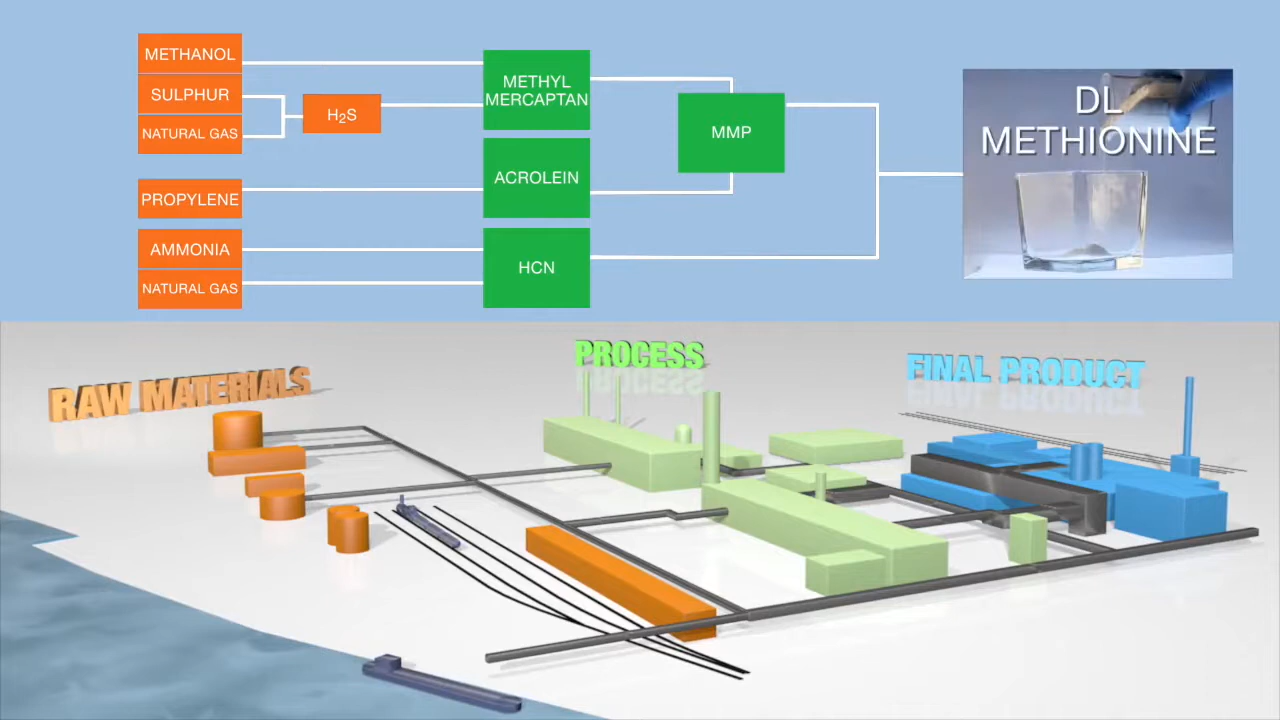 METHANOL
SULPHUR
NATURAL GAS
H₂S
PROPYLENE
AMMONIA
NATURAL GAS
METHYL
MERCAPTAN
ACROLEIN
HCN
MMP
DL
METHIONINE
RAW MATERIALS
PROCESS
FINAL PRODUCT